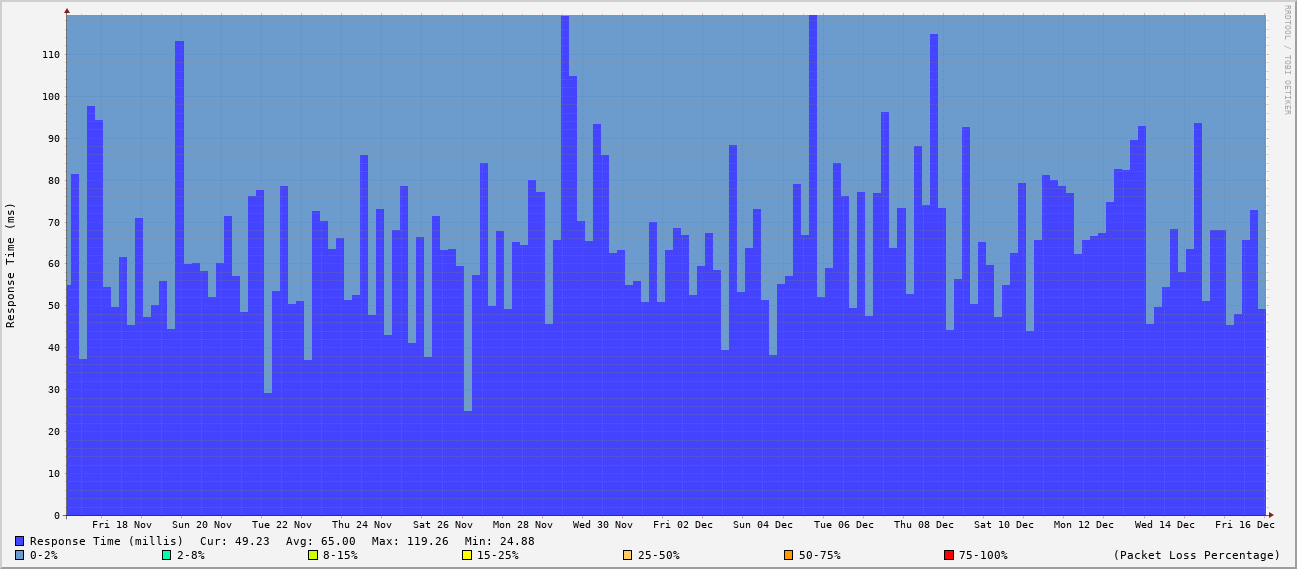 RRDTOOL / TOBI OETIKER
Response Time (ms)
110
100
90
80
70
60
50
40
30
20
10
0
Fri 18 Nov Sun 20 Nov Tue 22 Nov Thu 24 Nov Sat 26 Nov Mon 28 Nov Wed 30 Nov Fri 02 Dec Sun 04 Dec Tue 06 Dec Thu 08 Dec Sat 10 Dec Mon 12 Dec Wed 14 Dec Fri 16 Dec
Response Time (millis) Cur: 49.23 Avg: 65.00 Max: 119.26 Min: 24.88
0-2% 2-8% 8-15% 15-25% 25-50% 50-75% 75-100% (Packet Loss Percentage)